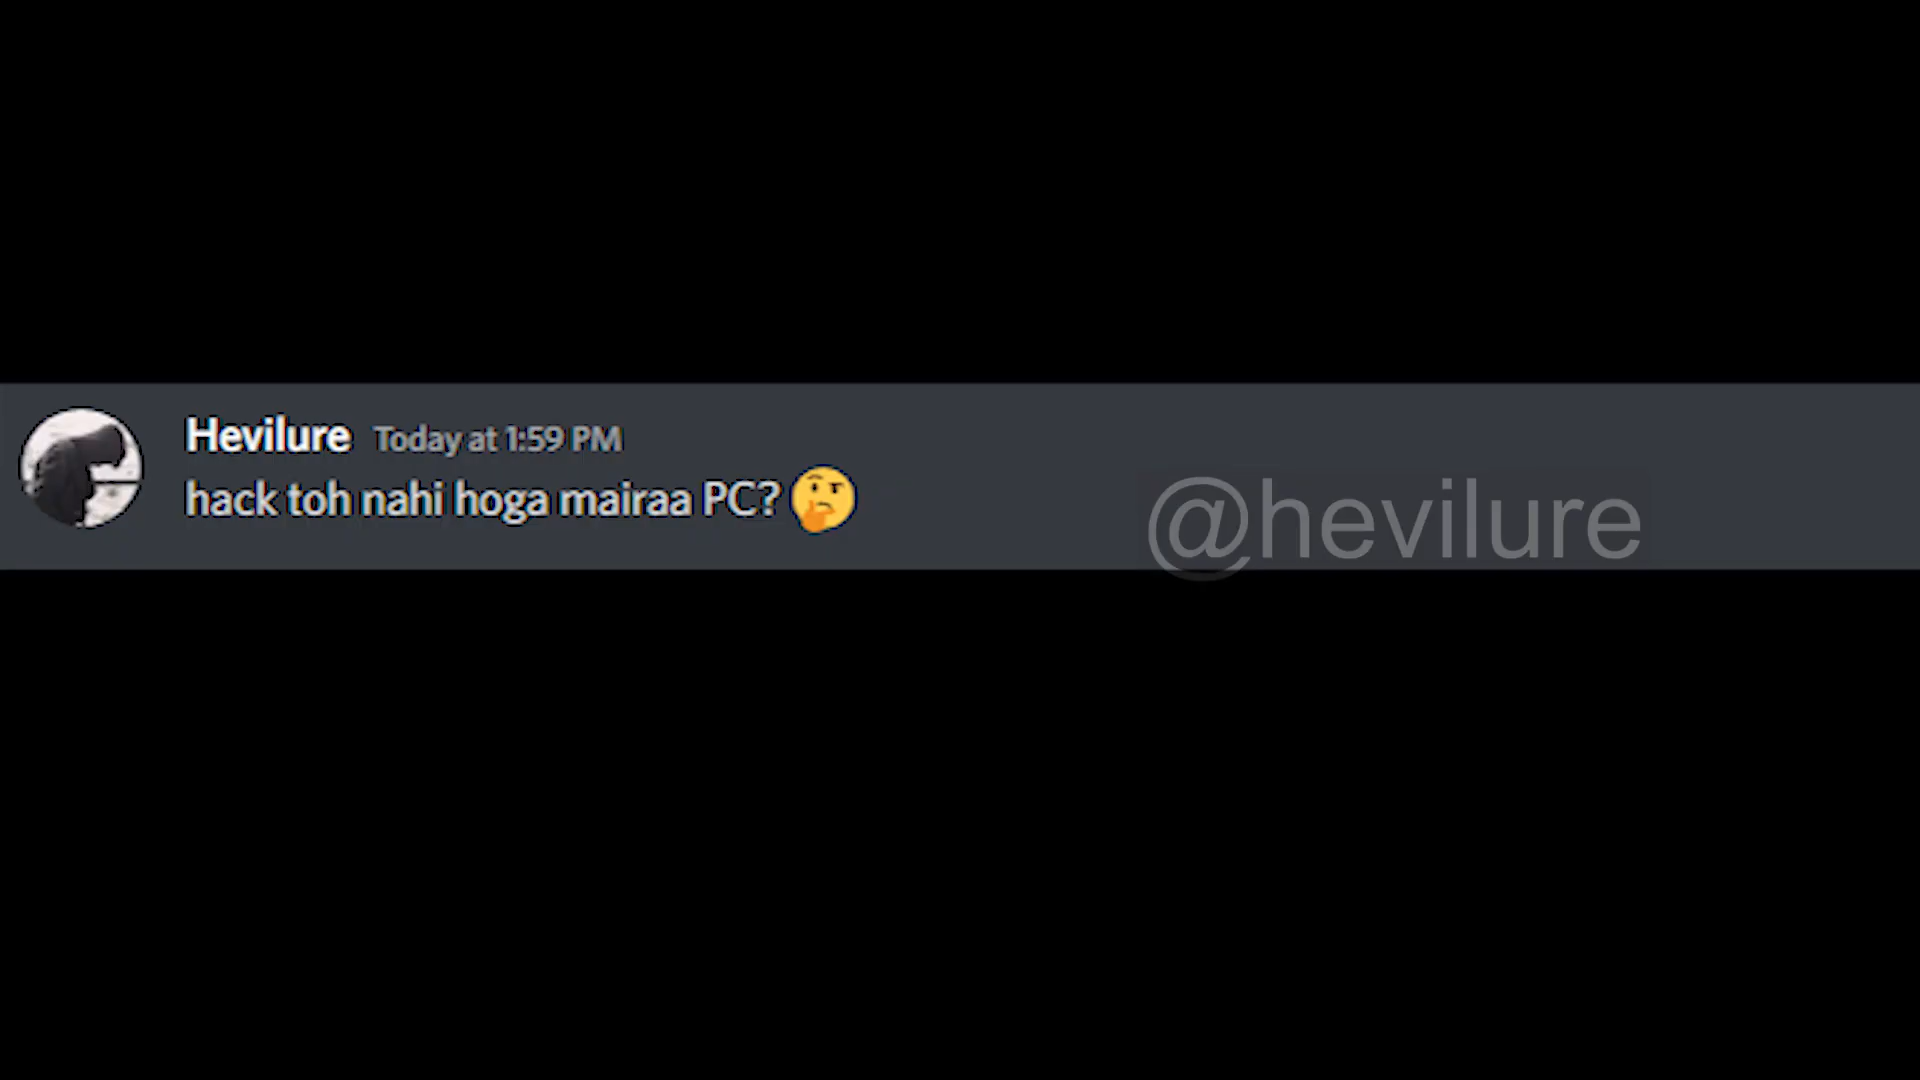 Hevilure Today at 1:59 PM
hack toh nahi hoga mairaa PC? 🤔
@hevilure